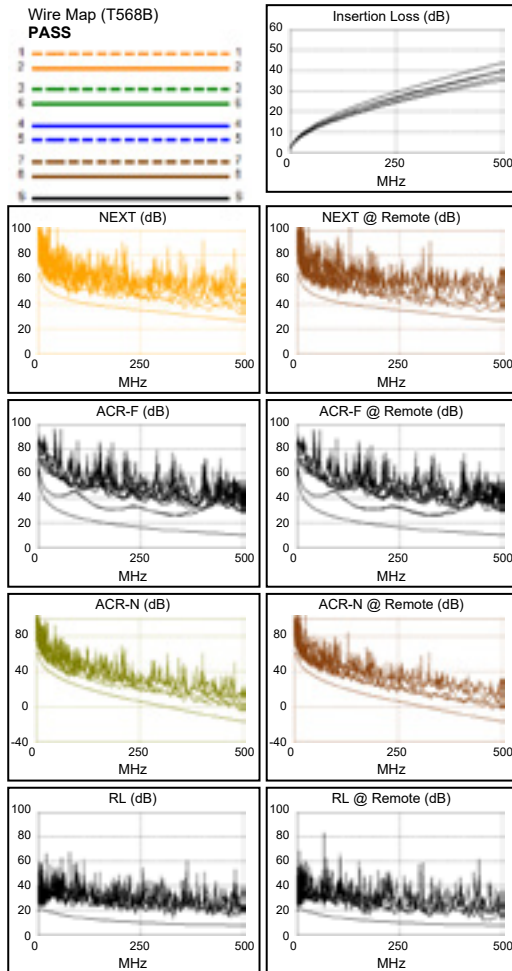 Wire Map (T568B)
PASS
1 1
2 2
3 3
6 6
4 4
5 5
7 7
8 8
Insertion Loss (dB)
60
50
40
30
20
10
0
0 250 500
MHz
NEXT (dB)
100
80
60
40
20
0
0 250 500
MHz
NEXT @ Remote (dB)
100
80
60
40
20
0
0 250 500
MHz
ACR-F (dB)
100
80
60
40
20
0
0 250 500
MHz
ACR-F @ Remote (dB)
100
80
60
40
20
0
0 250 500
MHz
ACR-N (dB)
80
40
0
-40
0 250 500
MHz
ACR-N @ Remote (dB)
80
40
0
-40
0 250 500
MHz
RL (dB)
100
80
60
40
20
0
0 250 500
MHz
RL @ Remote (dB)
100
80
60
40
20
0
0 250 500
MHz